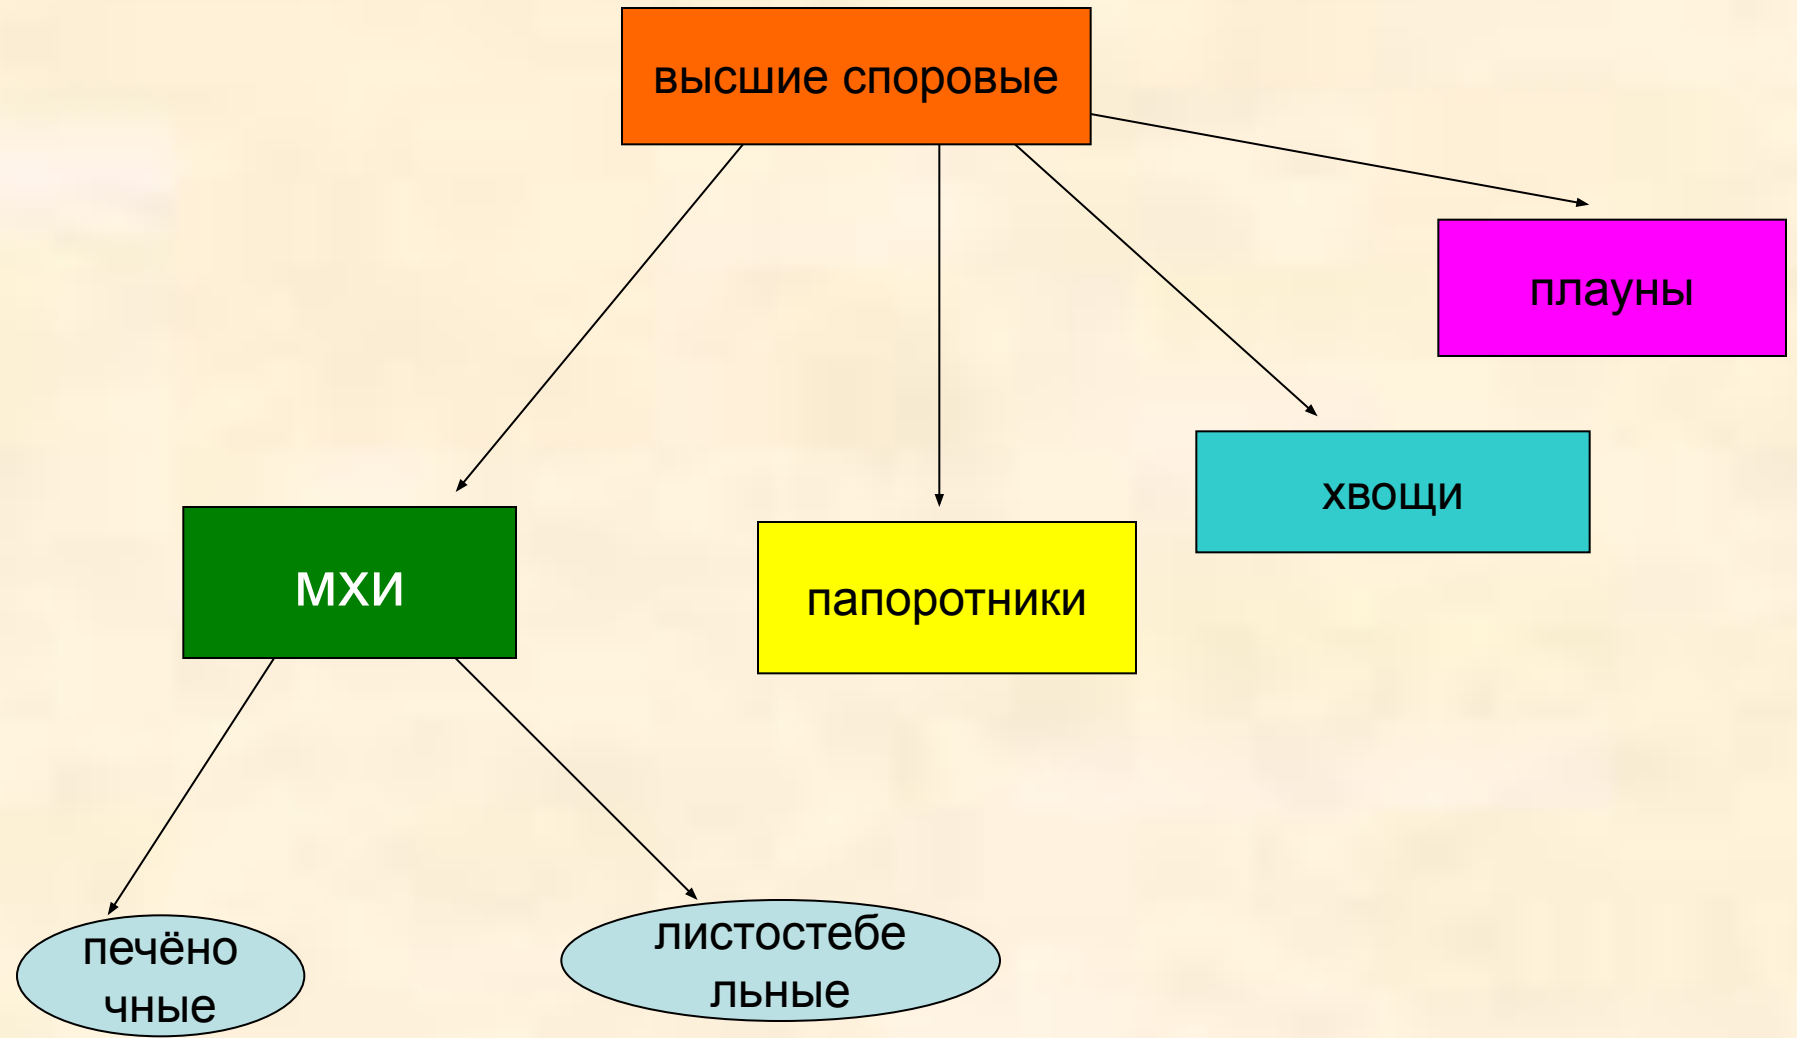 высшие споровые
плауны
хвощи
мхи
папоротники
печёно
чные
листостебе
льные